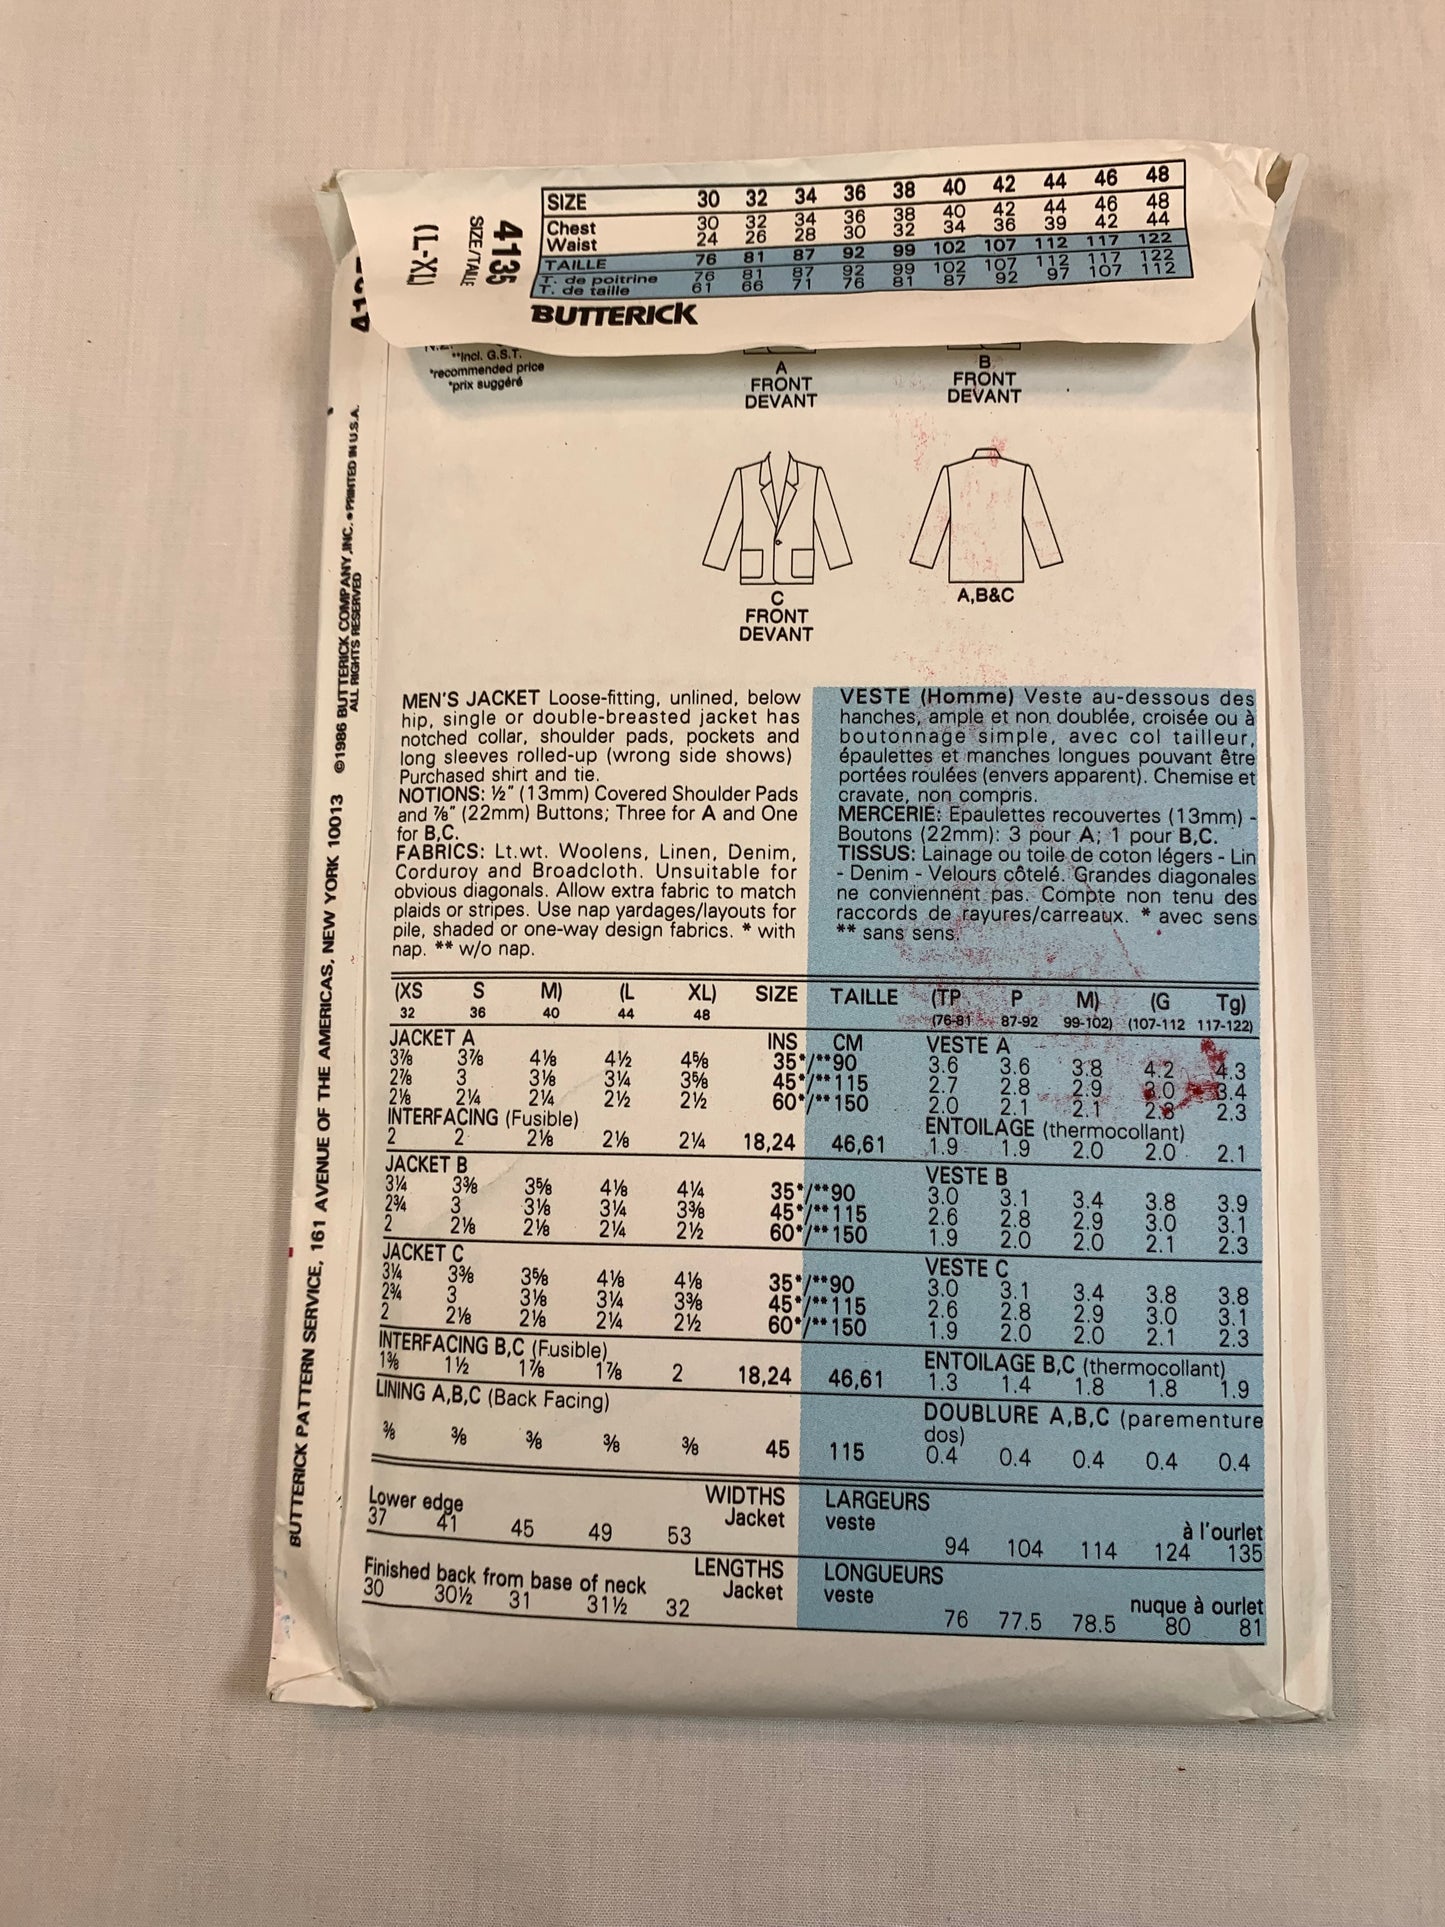 SIZE 30 32 34 36 38 40 42 44 46 48
Chest 30 32 34 36 38 40 42 44 46 48
Waist 24 26 28 30 32 34 36 39 42 44
TAILLE 76 81 87 92 99 102 107 112 117 122
T. de poitrine 76 81 87 92 99 102 107 112 117 122
T. de taille 61 66 71 76 81 87 92 97 107 112
BUTTERICK
4135
SIZE/TAILLE
(L-XL)
**Incl. G.S.T.
*recommended price
*prix suggéré
A
FRONT
DEVANT
B
FRONT
DEVANT
C
FRONT
DEVANT
A,B&C
©1986 BUTTERICK COMPANY, INC. • PRINTED IN U.S.A.
ALL RIGHTS RESERVED
BUTTERICK PATTERN SERVICE, 161 AVENUE OF THE AMERICAS, NEW YORK 10013
MEN'S JACKET Loose-fitting, unlined, below
hip, single or double-breasted jacket has
notched collar, shoulder pads, pockets and
long sleeves rolled-up (wrong side shows)
Purchased shirt and tie.
NOTIONS: ½" (13mm) Covered Shoulder Pads
and ⅞" (22mm) Buttons; Three for A and One
for B,C.
FABRICS: Lt.wt. Woolens, Linen, Denim,
Corduroy and Broadcloth. Unsuitable for
obvious diagonals. Allow extra fabric to match
plaids or stripes. Use nap yardages/layouts for
pile, shaded or one-way design fabrics. * with
nap. ** w/o nap.
VESTE (Homme) Veste au-dessous des
hanches, ample et non doublée, croisée ou à
boutonnage simple, avec col tailleur,
épaulettes et manches longues pouvant être
portées roulées (envers apparent). Chemise et
cravate, non compris.
MERCERIE: Epaulettes recouvertes (13mm) -
Boutons (22mm): 3 pour A; 1 pour B,C.
TISSUS: Lainage ou toile de coton légers - Lin
- Denim - Velours côtelé. Grandes diagonales
ne conviennent pas. Compte non tenu des
raccords de rayures/carreaux. * avec sens
** sans sens.
(XS S M) (L XL) SIZE TAILLE (TP P M) (G Tg)
32 36 40 44 48 (76-81 87-92 99-102) (107-112 117-122)
JACKET A INS CM VESTE A
3⅞ 3⅞ 4⅛ 4½ 4⅝ 35*/**90 3.6 3.6 3.8 4.2 4.3
2⅞ 3 3⅛ 3¼ 3⅝ 45*/**115 2.7 2.8 2.9 3.0 3.4
2⅛ 2¼ 2¼ 2½ 2½ 60*/**150 2.0 2.1 2.1 2.3
INTERFACING (Fusible) ENTOILAGE (thermocollant)
2 2 2⅛ 2⅛ 2¼ 18,24 46,61 1.9 1.9 2.0 2.0 2.1
JACKET B VESTE B
3¼ 3⅜ 3⅝ 4⅛ 4¼ 35*/**90 3.0 3.1 3.4 3.8 3.9
2¾ 3 3⅛ 3¼ 3⅜ 45*/**115 2.6 2.8 2.9 3.0 3.1
2 2⅛ 2⅛ 2¼ 2½ 60*/**150 1.9 2.0 2.0 2.1 2.3
JACKET C VESTE C
3¼ 3⅜ 3⅝ 4⅛ 4⅛ 35*/**90 3.0 3.1 3.4 3.8 3.8
2¾ 3 3⅛ 3¼ 3⅜ 45*/**115 2.6 2.8 2.9 3.0 3.1
2 2⅛ 2⅛ 2¼ 2½ 60*/**150 1.9 2.0 2.0 2.1 2.3
INTERFACING B,C (Fusible) ENTOILAGE B,C (thermocollant)
1⅜ 1½ 1⅞ 1⅞ 2 18,24 46,61 1.3 1.4 1.8 1.8 1.9
LINING A,B,C (Back Facing) DOUBLURE A,B,C (parementure
dos)
⅜ ⅜ ⅜ ⅜ ⅜ 45 115 0.4 0.4 0.4 0.4 0.4
WIDTHS LARGEURS
Lower edge Jacket veste à l'ourlet
37 41 45 49 53 94 104 114 124 135
LENGTHS LONGUEURS
Finished back from base of neck Jacket veste nuque à ourlet
30 30½ 31 31½ 32 76 77.5 78.5 80 81